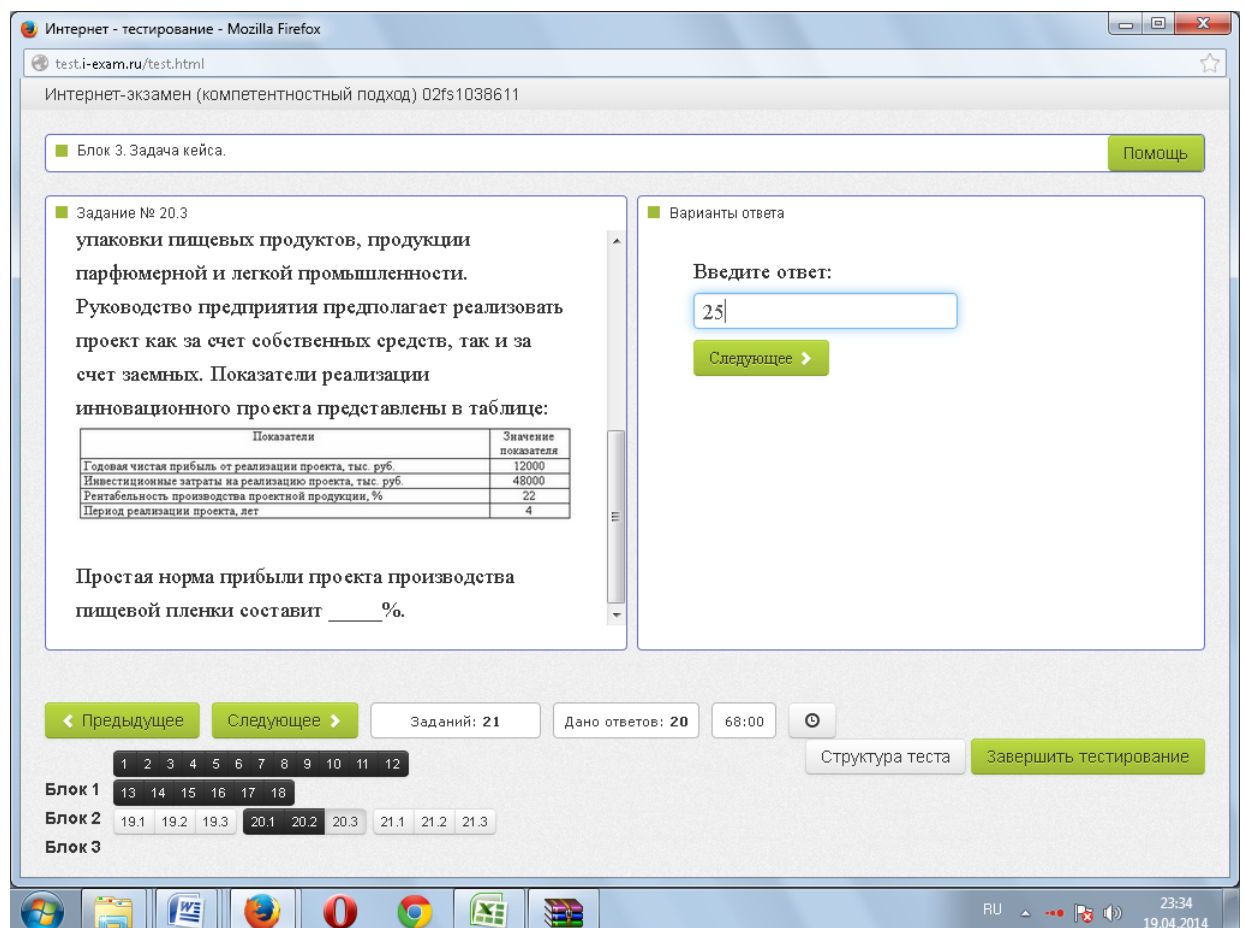 Интернет - тестирование - Mozilla Firefox
test.i-exam.ru/test.html
Интернет-экзамен (компетентностный подход) 02fs1038611
Блок 3. Задача кейса.
Помощь
Задание № 20.3
упаковки пищевых продуктов, продукции
парфюмерной и легкой промышленности.
Руководство предприятия предполагает реализовать
проект как за счет собственных средств, так и за
счет заемных. Показатели реализации
инновационного проекта представлены в таблице:
Показатели Значение показателя
Годовая чистая прибыль от реализации проекта, тыс. руб. 12000
Инвестиционные затраты на реализацию проекта, тыс. руб. 48000
Рентабельность производства проектной продукции, % 22
Период реализации проекта, лет 4
Простая норма прибыли проекта производства
пищевой пленки составит _____%.
Варианты ответа
Введите ответ:
25
Следующее
Предыдущее Следующее Заданий: 21 Дано ответов: 20 68:00
Структура теста Завершить тестирование
1 2 3 4 5 6 7 8 9 10 11 12
Блок 1 13 14 15 16 17 18
Блок 2 19.1 19.2 19.3 20.1 20.2 20.3 21.1 21.2 21.3
Блок 3
RU 23:34
19.04.2014